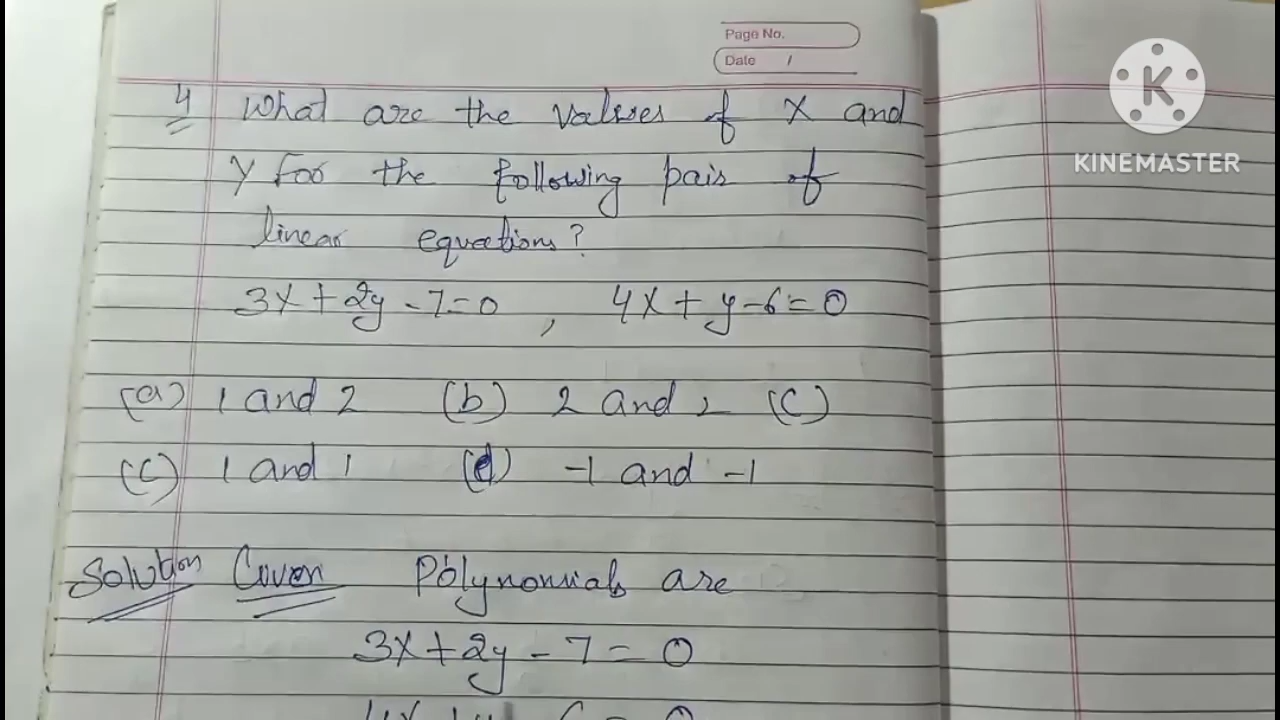 Page No.
Date /
KINEMASTER
4 What are the values of x and
y for the following pair of
linear equations?
3x + 2y - 7 = 0 , 4x + y - 6 = 0
(a) 1 and 2 (b) 2 and 2 (c)
(c) 1 and 1 (d) -1 and -1
Solution Given Polynomials are
3x + 2y - 7 = 0